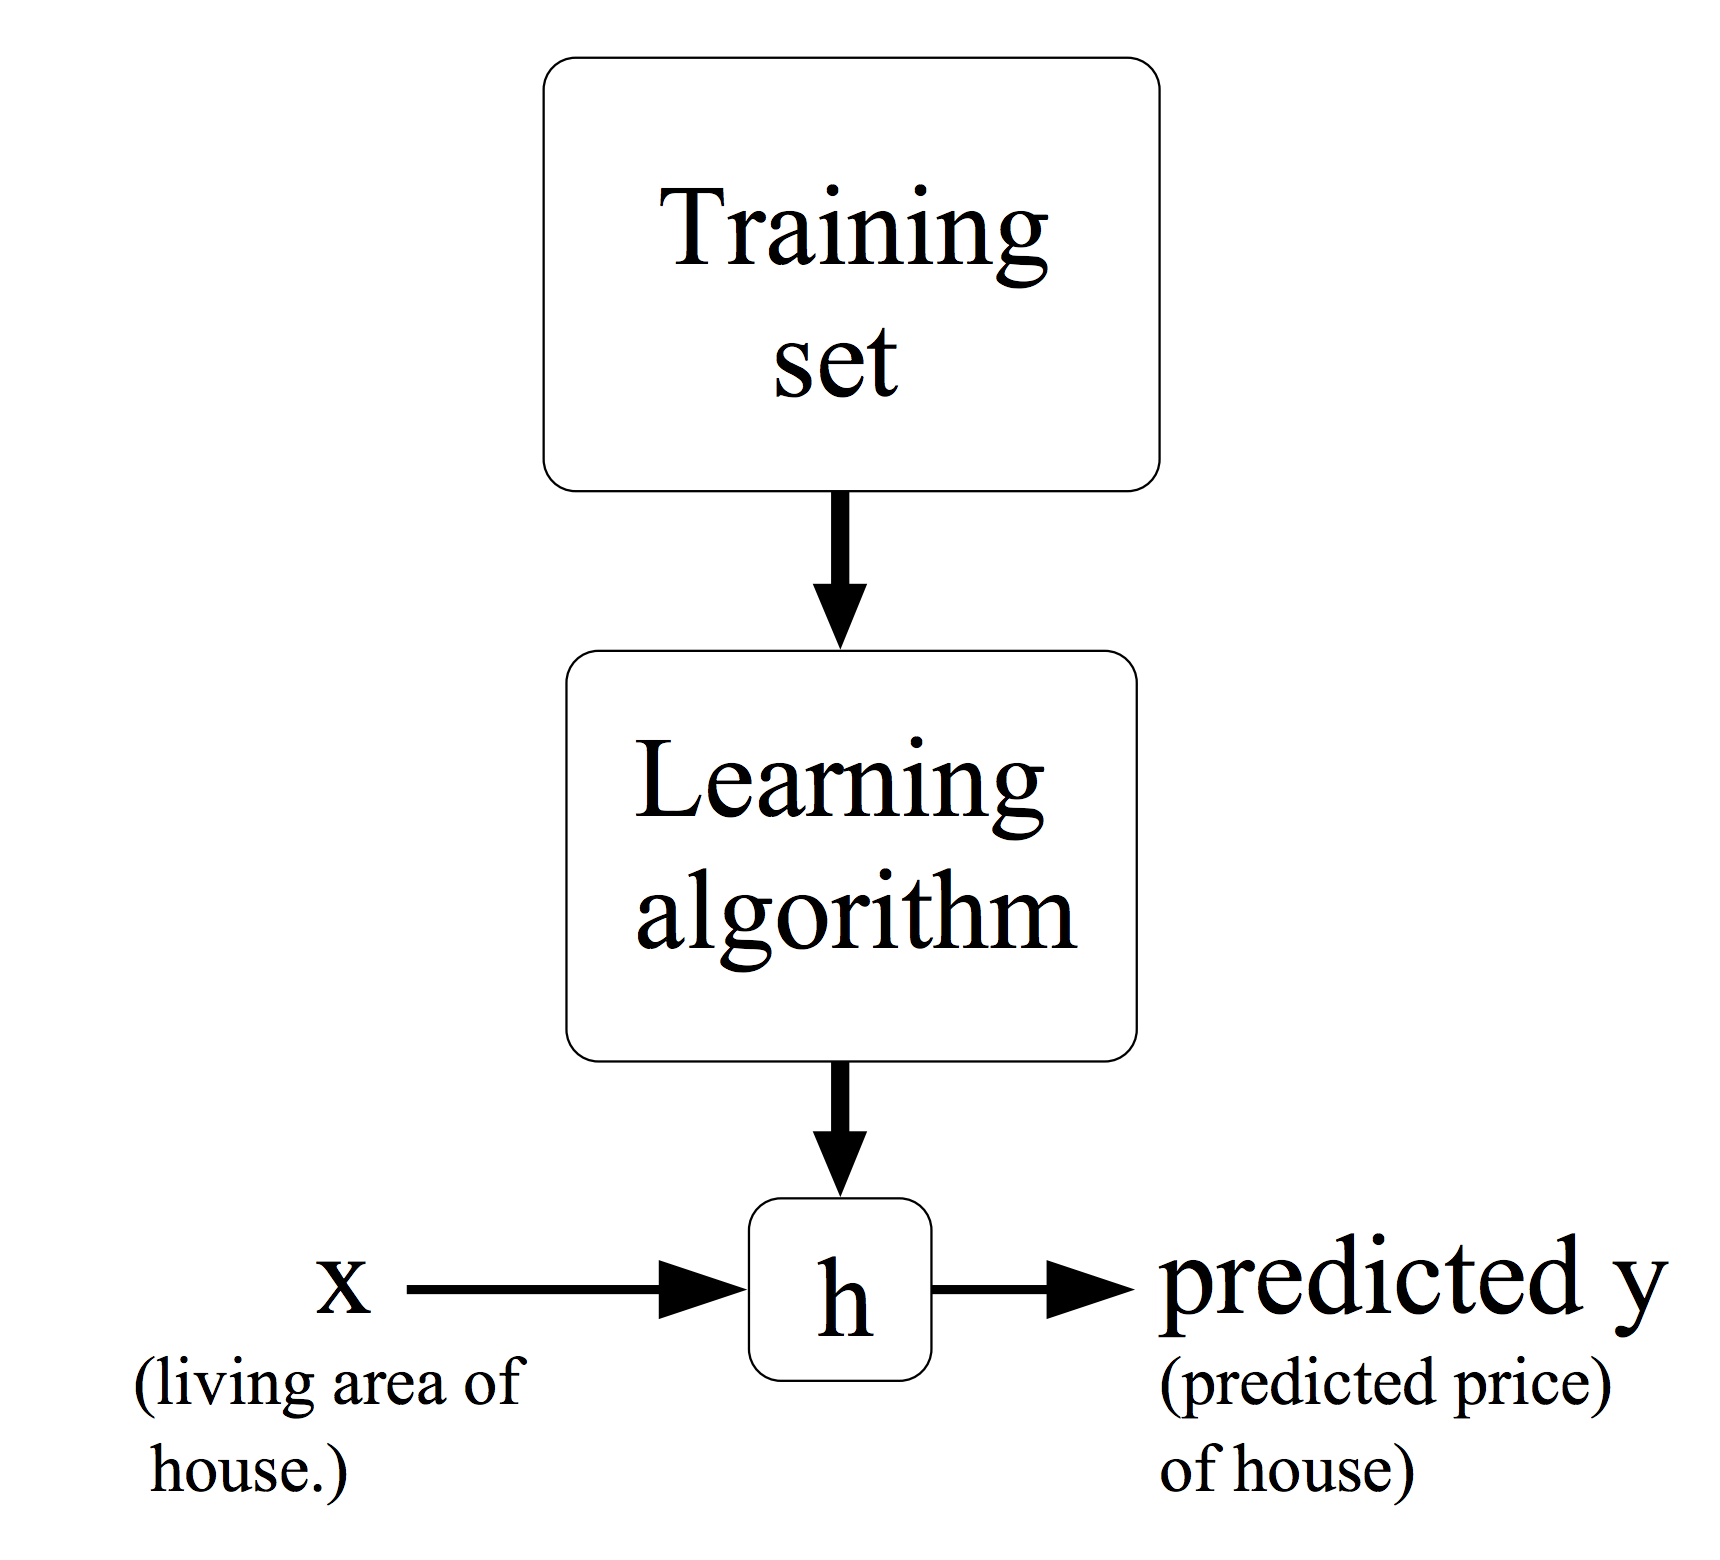 Training
set
Learning
algorithm
x
h
predicted y
(living area of
house.)
(predicted price)
of house)